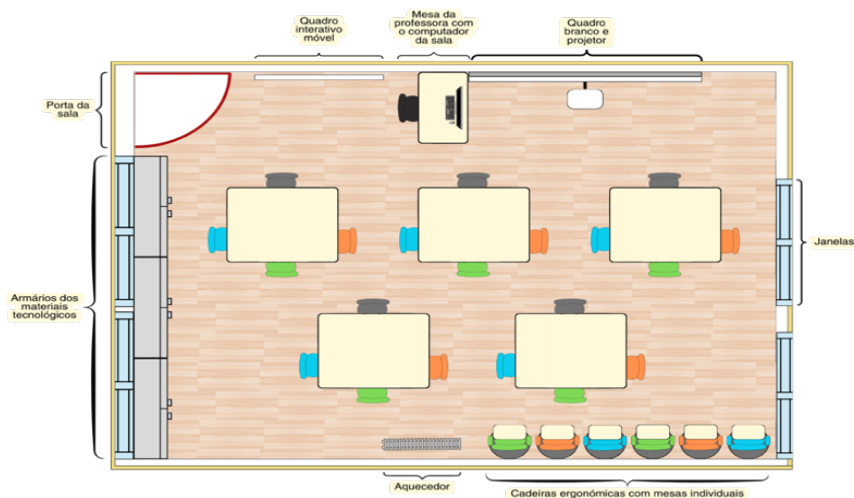 Quadro
interativo
móvel
Mesa da
professora com
o computador
da sala
Quadro
branco e
projetor
Porta da
sala
Janelas
Armários dos
materiais
tecnológicos
Aquecedor
Cadeiras ergonómicas com mesas individuais